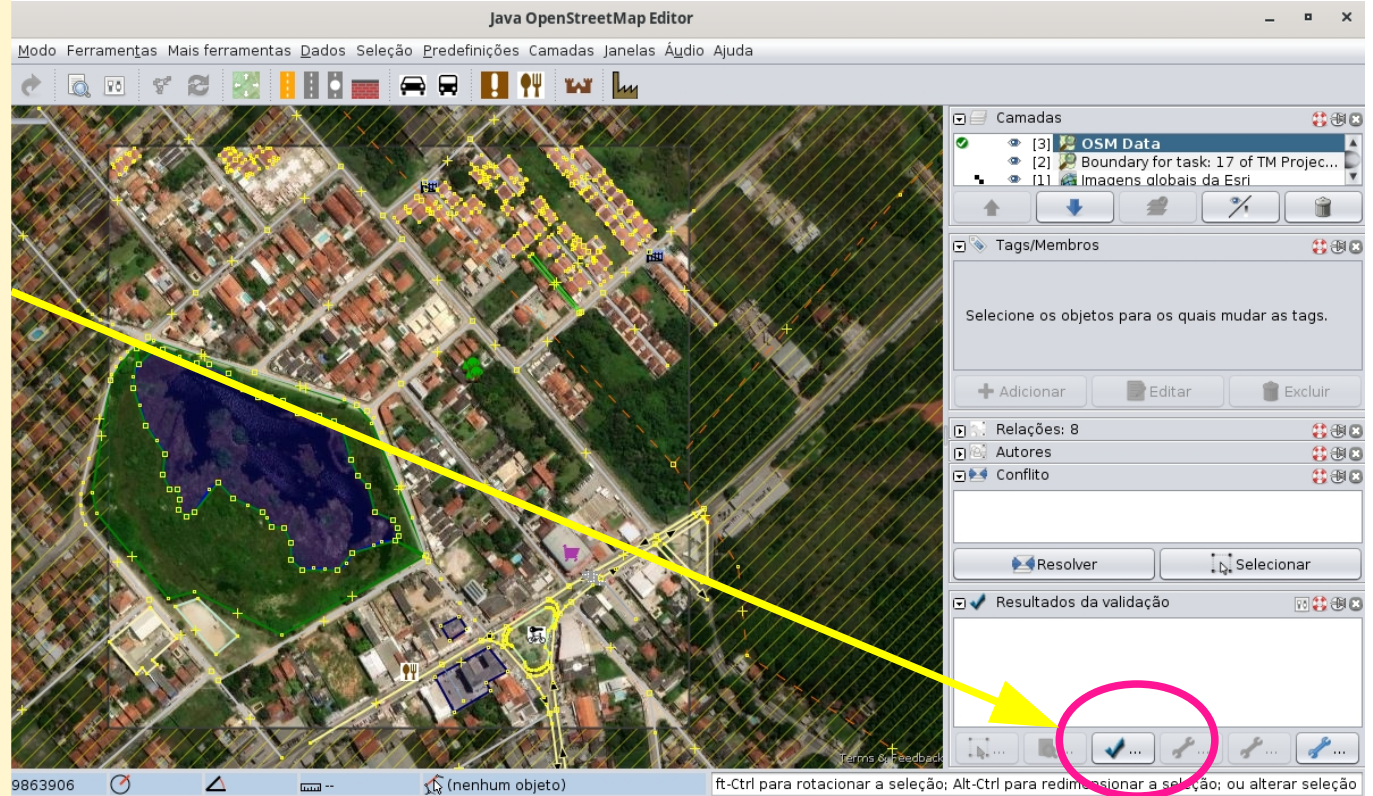 Java OpenStreetMap Editor
Modo Ferramentas Mais ferramentas Dados Seleção Predefinições Camadas Janelas Áudio Ajuda
Camadas
[3] OSM Data
[2] Boundary for task: 17 of TM Projec...
[1] Imagens globais da Esri
Tags/Membros
Selecione os objetos para os quais mudar as tags.
Adicionar Editar Excluir
Relações: 8
Autores
Conflito
Resolver Selecionar
Resultados da validação
... ... ... ... ... ...
Terms & Feedback
9863906 -- (nenhum objeto) ft-Ctrl para rotacionar a seleção; Alt-Ctrl para redimensionar a seleção; ou alterar seleção